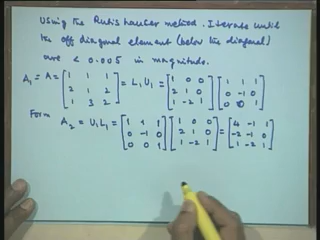 Using the Rutishauser method. Iterate until
the off diagonal element (below the diagonal)
are < 0.005 in magnitude.
A₁ = A = [1 1 1; 2 1 2; 1 3 2] = L₁U₁ = [1 0 0; 2 1 0; 1 -2 1] [1 1 1; 0 -1 0; 0 0 1]
Form A₂ = U₁L₁ = [1 1 1; 0 -1 0; 0 0 1] [1 0 0; 2 1 0; 1 -2 1] = [4 -1 1; -2 -1 0; 1 -2 1]